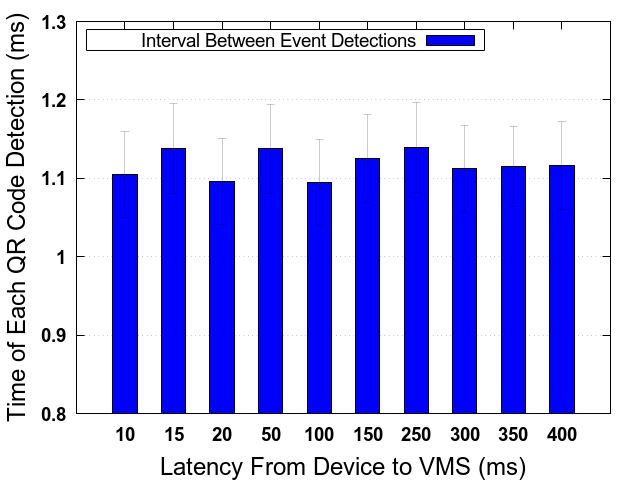 Time of Each QR Code Detection (ms)
1.3
1.2
1.1
1
0.9
0.8
Interval Between Event Detections
10 15 20 50 100 150 250 300 350 400
Latency From Device to VMS (ms)